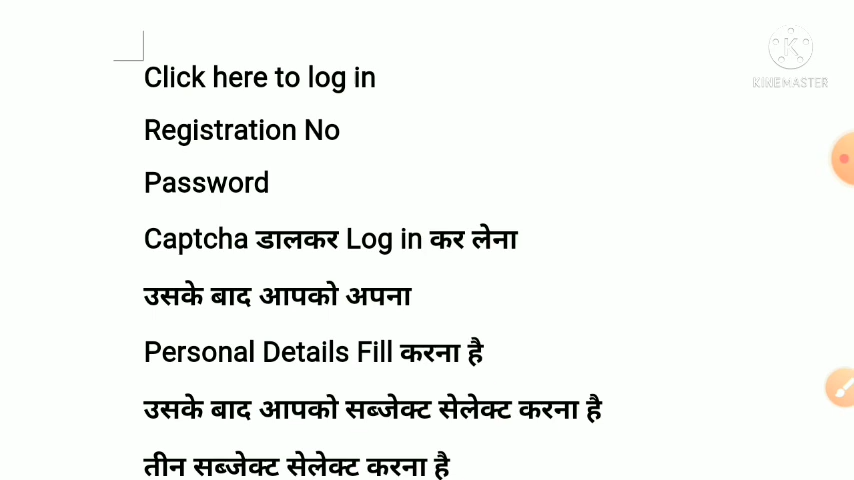 Click here to log in
KINEMASTER
Registration No
Password
Captcha डालकर Log in कर लेना
उसके बाद आपको अपना
Personal Details Fill करना है
उसके बाद आपको सब्जेक्ट सेलेक्ट करना है
तीन सब्जेक्ट सेलेक्ट करना है